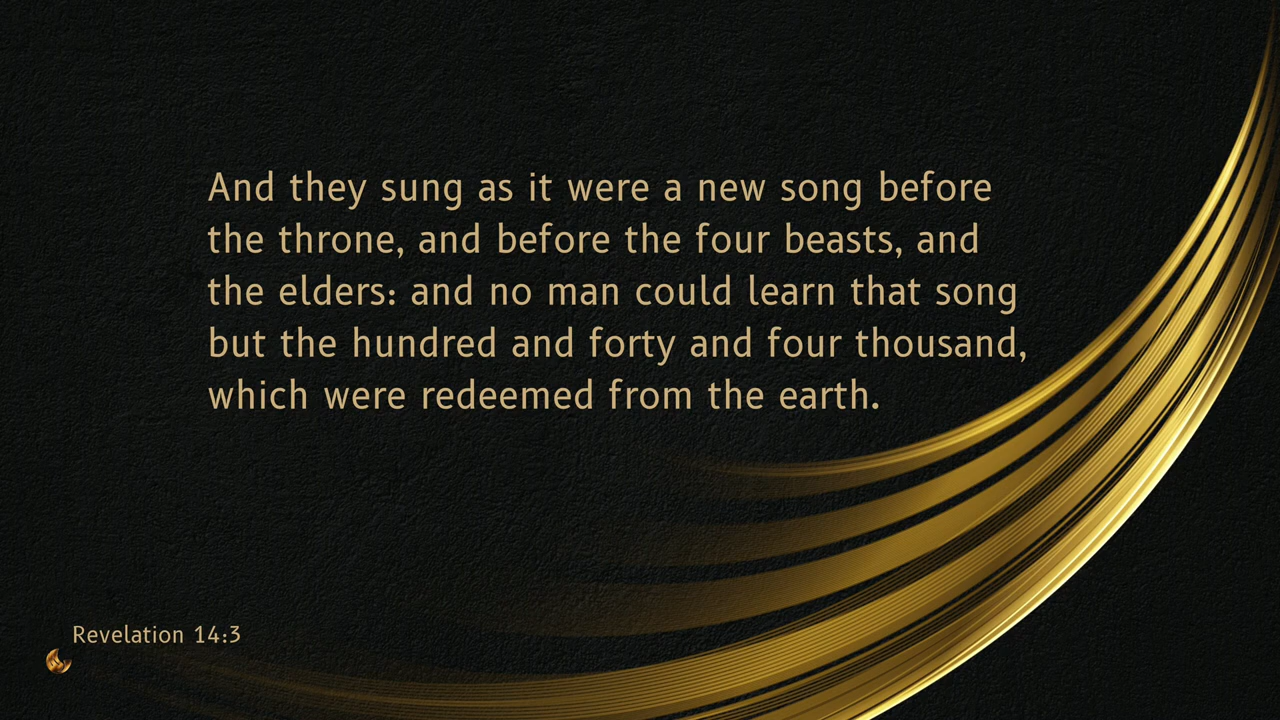 And they sung as it were a new song before
the throne, and before the four beasts, and
the elders: and no man could learn that song
but the hundred and forty and four thousand,
which were redeemed from the earth.
Revelation 14:3